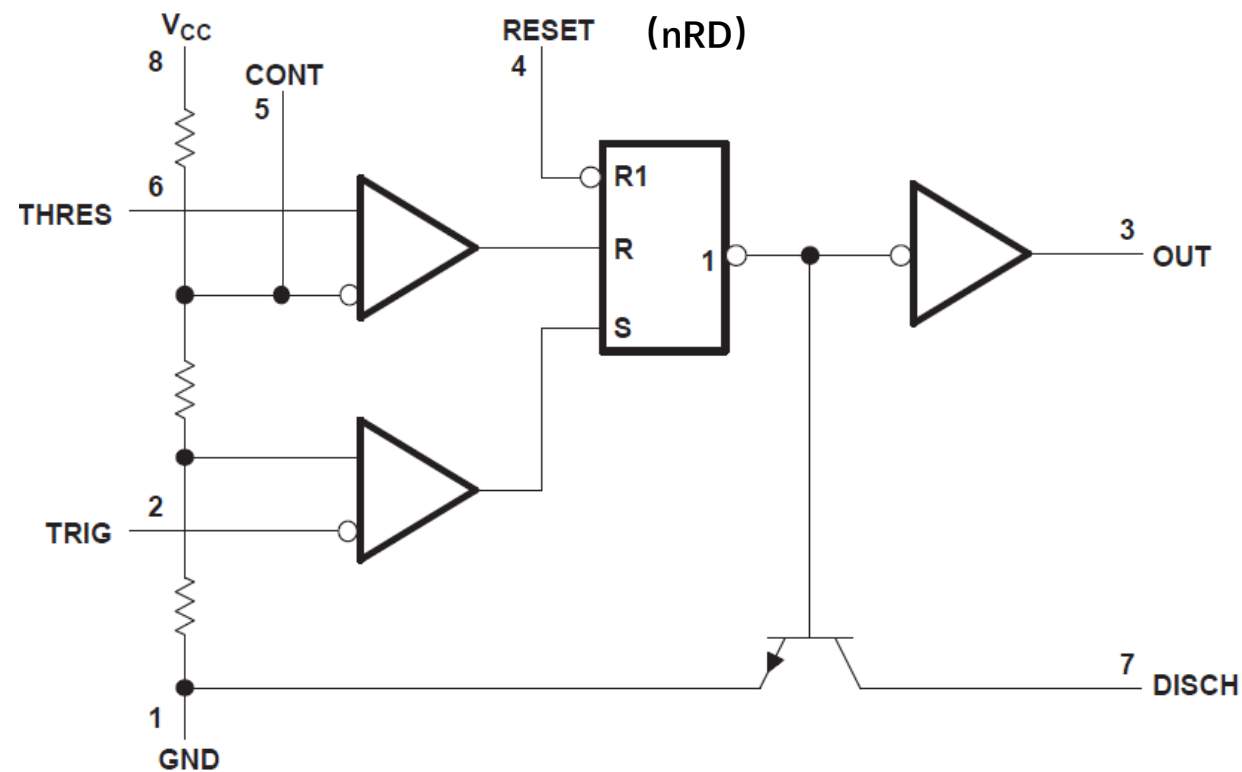 VCC
8
RESET (nRD)
4
CONT
5
6
THRES
R1
R
1
S
3
OUT
2
TRIG
7
DISCH
1
GND